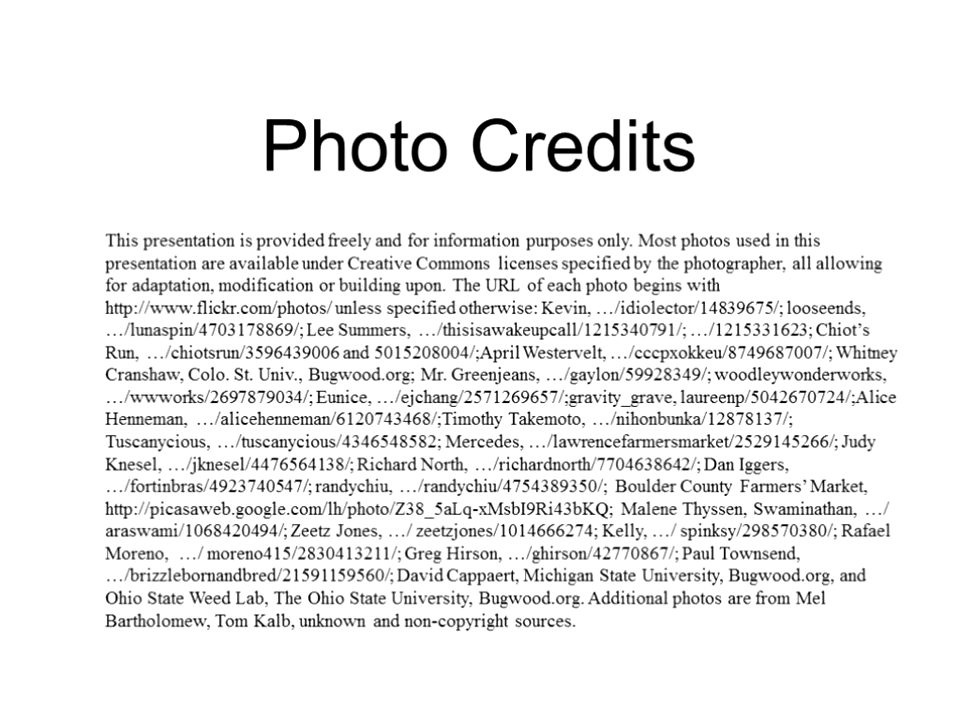 Photo Credits
This presentation is provided freely and for information purposes only. Most photos used in this
presentation are available under Creative Commons licenses specified by the photographer, all allowing
for adaptation, modification or building upon. The URL of each photo begins with
http://www.flickr.com/photos/ unless specified otherwise: Kevin, …/idiolector/14839675/; looseends,
…/lunaspin/4703178869/; Lee Summers, …/thisisawakeupcall/1215340791/; …/1215331623; Chiot’s
Run, …/chiotsrun/3596439006 and 5015208004/;April Westervelt, …/cccpxokkeu/8749687007/; Whitney
Cranshaw, Colo. St. Univ., Bugwood.org; Mr. Greenjeans, …/gaylon/59928349/; woodleywonderworks,
…/wwworks/2697879034/; Eunice, …/ejchang/2571269657/;gravity_grave, laureenp/5042670724/;Alice
Henneman, …/alicehenneman/6120743468/;Timothy Takemoto, …/nihonbunka/12878137/;
Tuscanycious, …/tuscanycious/4346548582; Mercedes, …/lawrencefarmersmarket/2529145266/; Judy
Knesel, …/jknesel/4476564138/; Richard North, …/richardnorth/7704638642/; Dan Iggers,
…/fortinbras/4923740547/; randychiu, …/randychiu/4754389350/; Boulder County Farmers’ Market,
http://picasaweb.google.com/lh/photo/Z38_5aLq-xMsbI9Ri43bKQ; Malene Thyssen, Swaminathan, …/
araswami/1068420494/; Zeetz Jones, …/ zeetzjones/1014666274; Kelly, …/ spinksy/298570380/; Rafael
Moreno, …/ moreno415/2830413211/; Greg Hirson, …/ghirson/42770867/; Paul Townsend,
…/brizzlebornandbred/21591159560/; David Cappaert, Michigan State University, Bugwood.org, and
Ohio State Weed Lab, The Ohio State University, Bugwood.org. Additional photos are from Mel
Bartholomew, Tom Kalb, unknown and non-copyright sources.